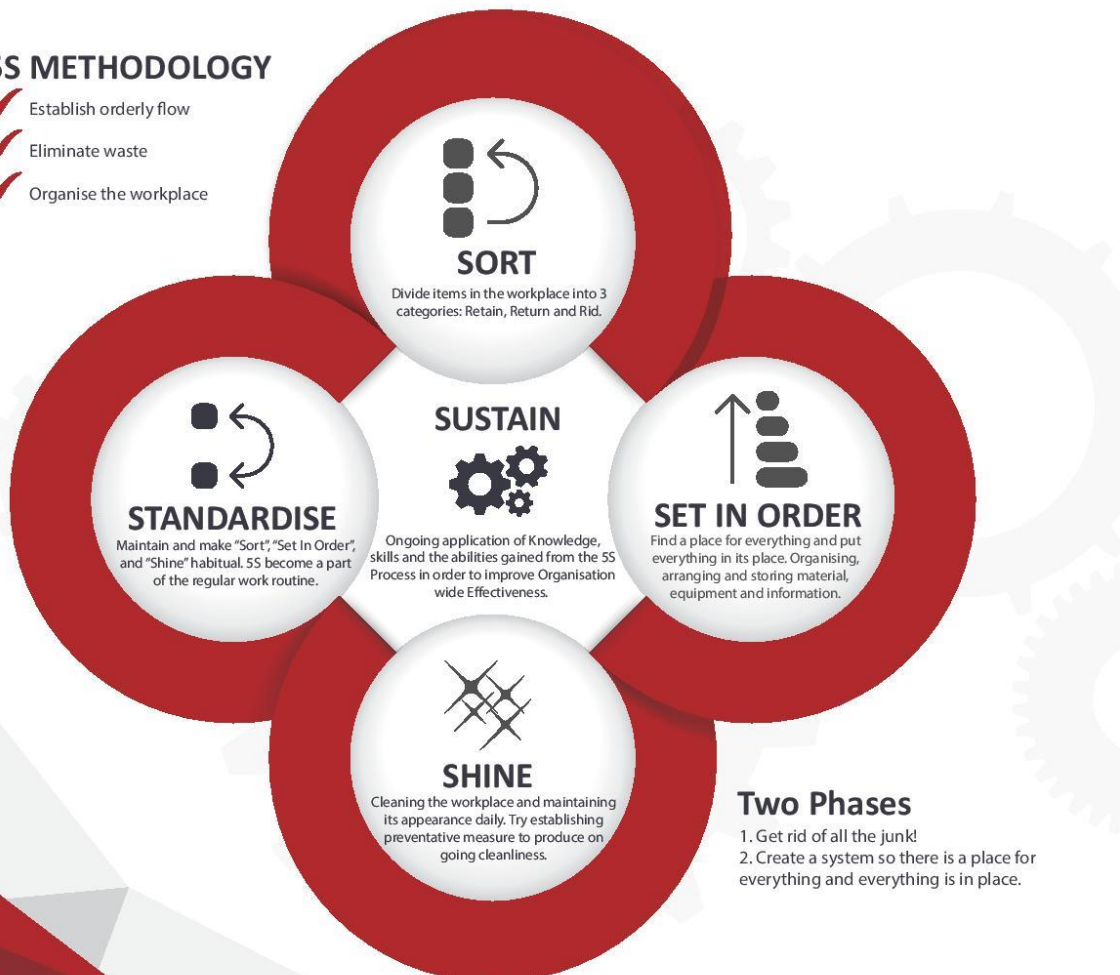 5S METHODOLOGY
Establish orderly flow
Eliminate waste
Organise the workplace
SORT
Divide items in the workplace into 3
categories: Retain, Return and Rid.
STANDARDISE
Maintain and make “Sort”, “Set In Order”,
and “Shine” habitual. 5S become a part
of the regular work routine.
SUSTAIN
Ongoing application of Knowledge,
skills and the abilities gained from the 5S
Process in order to improve Organisation
wide Effectiveness.
SET IN ORDER
Find a place for everything and put
everything in its place. Organising,
arranging and storing material,
equipment and information.
SHINE
Cleaning the workplace and maintaining
its appearance daily. Try establishing
preventative measure to produce on
going cleanliness.
Two Phases
1. Get rid of all the junk!
2. Create a system so there is a place for
everything and everything is in place.